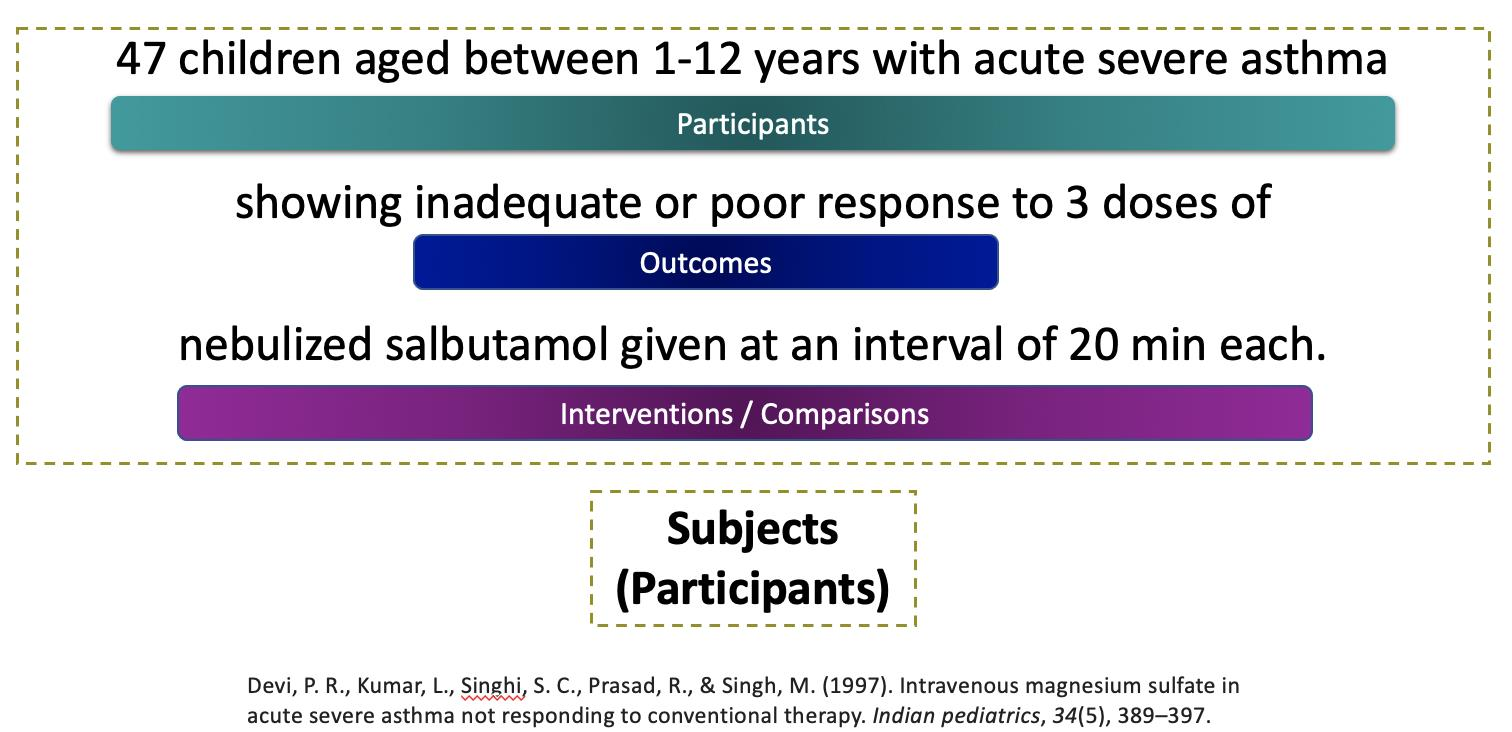 47 children aged between 1-12 years with acute severe asthma
Participants
showing inadequate or poor response to 3 doses of
Outcomes
nebulized salbutamol given at an interval of 20 min each.
Interventions / Comparisons
Subjects
(Participants)
Devi, P. R., Kumar, L., Singhi, S. C., Prasad, R., & Singh, M. (1997). Intravenous magnesium sulfate in
acute severe asthma not responding to conventional therapy. Indian pediatrics, 34(5), 389–397.